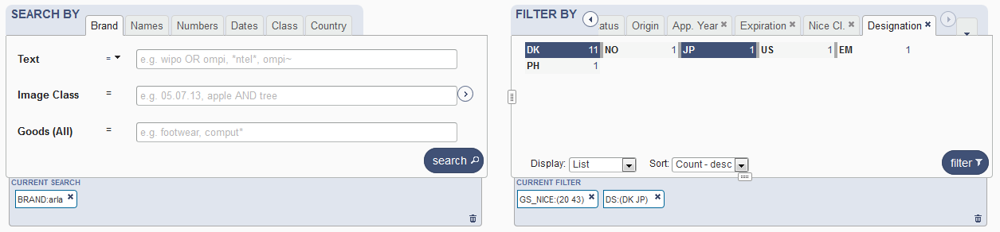 SEARCH BY
Brand Names Numbers Dates Class Country
Text = e.g. wipo OR ompi, *ntel*, ompi~
Image Class = e.g. 05.07.13, apple AND tree
Goods (All) = e.g. footwear, comput*
search
CURRENT SEARCH
BRAND:arla
FILTER BY
atus Origin App. Year Expiration Nice Cl. Designation
DK 11 NO 1 JP 1 US 1 EM 1
PH 1
Display: List Sort: Count - desc
filter
CURRENT FILTER
GS_NICE:(20 43) DS:(DK JP)